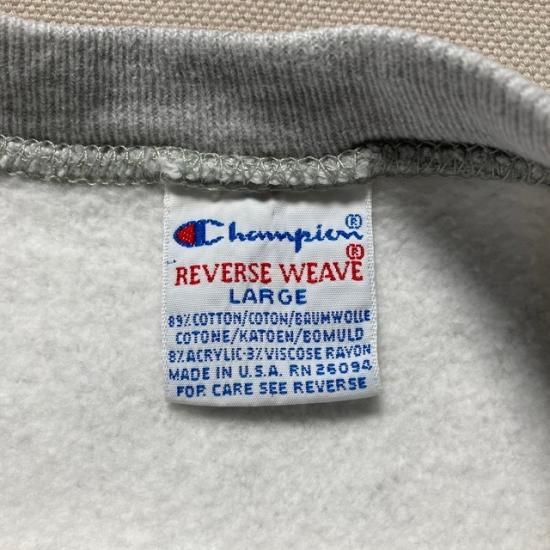 Champion®
REVERSE WEAVE®
LARGE
89% COTTON/COTON/BAUMWOLLE
COTONE/KATOEN/BOMULD
8% ACRYLIC-3% VISCOSE RAYON
MADE IN U.S.A. RN 26094
FOR CARE SEE REVERSE